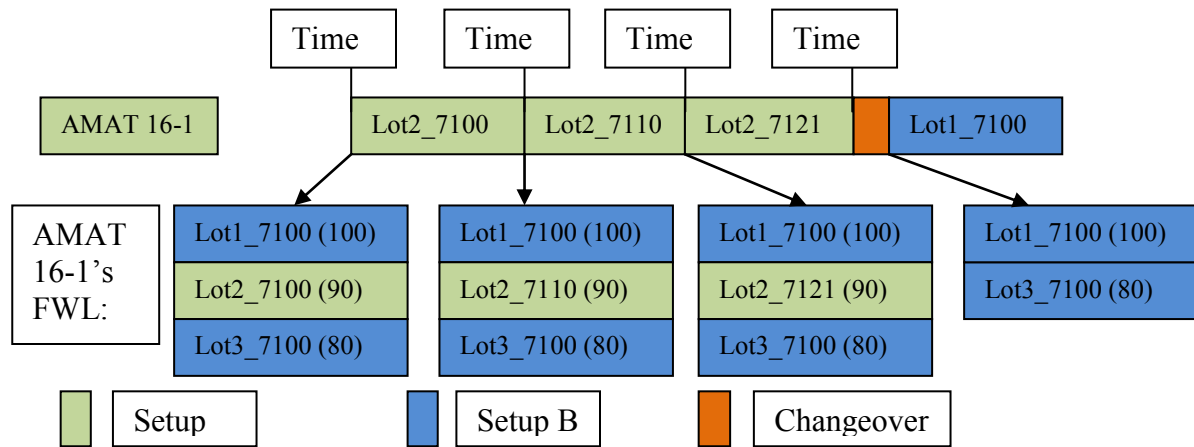 Time
Time
Time
Time
AMAT 16-1
Lot2_7100
Lot2_7110
Lot2_7121
Lot1_7100
AMAT
16-1's
FWL:
Lot1_7100 (100)
Lot2_7100 (90)
Lot3_7100 (80)
Lot1_7100 (100)
Lot2_7110 (90)
Lot3_7100 (80)
Lot1_7100 (100)
Lot2_7121 (90)
Lot3_7100 (80)
Lot1_7100 (100)
Lot3_7100 (80)
Setup
Setup B
Changeover